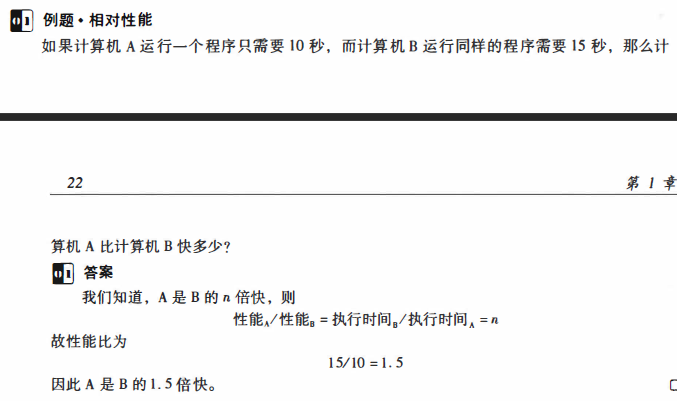 01 例题·相对性能
如果计算机 A 运行一个程序只需要 10 秒，而计算机 B 运行同样的程序需要 15 秒，那么计
22 第 1 章
算机 A 比计算机 B 快多少？
01 答案
我们知道，A 是 B 的 n 倍快，则
性能A/性能B = 执行时间B/执行时间A = n
故性能比为
15/10 = 1.5
因此 A 是 B 的 1.5 倍快。